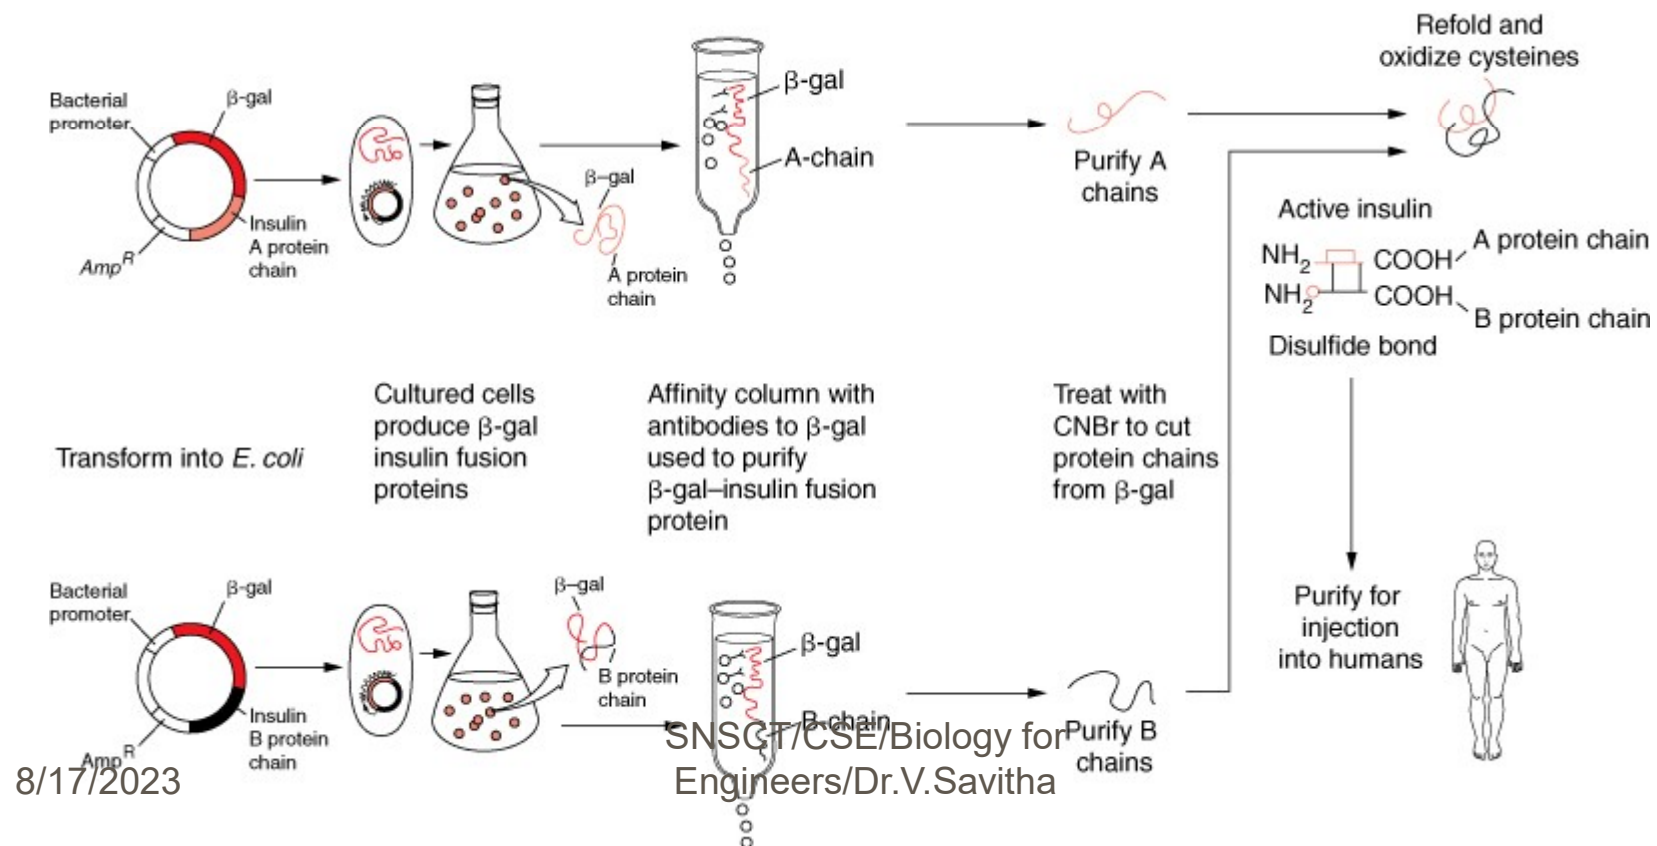 Refold and
oxidize cysteines
Bacterial
promoter
β-gal
Insulin
A protein
chain
Amp^R
β–gal
A protein
chain
β-gal
A-chain
Purify A
chains
Active insulin
NH₂ COOH
NH₂ COOH
A protein chain
B protein chain
Disulfide bond
Transform into E. coli
Cultured cells
produce β-gal
insulin fusion
proteins
Affinity column with
antibodies to β-gal
used to purify
β-gal–insulin fusion
protein
Treat with
CNBr to cut
protein chains
from β-gal
Bacterial
promoter
β-gal
Insulin
B protein
chain
Amp^R
β–gal
B protein
chain
β-gal
B-chain
Purify B
chains
Purify for
injection
into humans
8/17/2023
SNSCT/CSE/Biology for
Engineers/Dr.V.Savitha